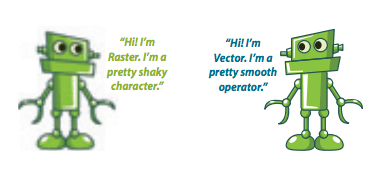 “Hi! I’m
Raster. I’m a
pretty shaky
character.”
“Hi! I’m
Vector. I’m a
pretty smooth
operator.”